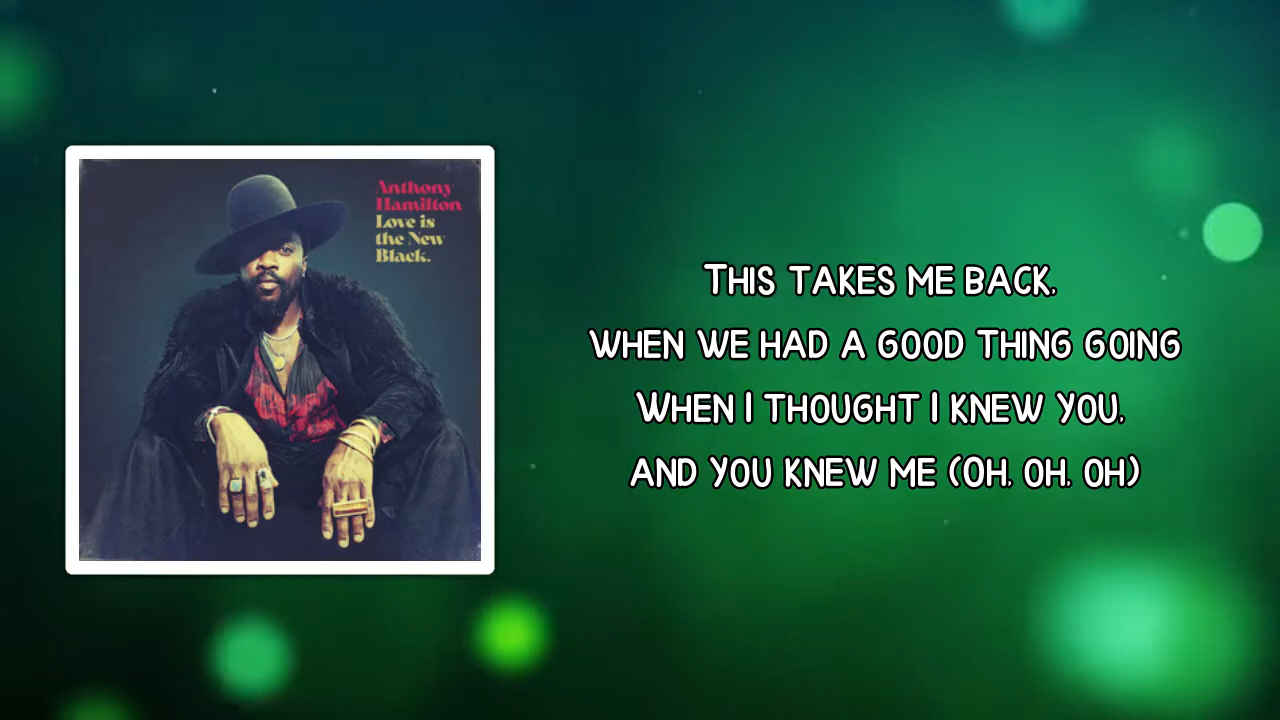 Anthony
Hamilton
Love is
the New
Black.
THIS TAKES ME BACK,
WHEN WE HAD A GOOD THING GOING
WHEN I THOUGHT I KNEW YOU,
AND YOU KNEW ME (OH, OH, OH)